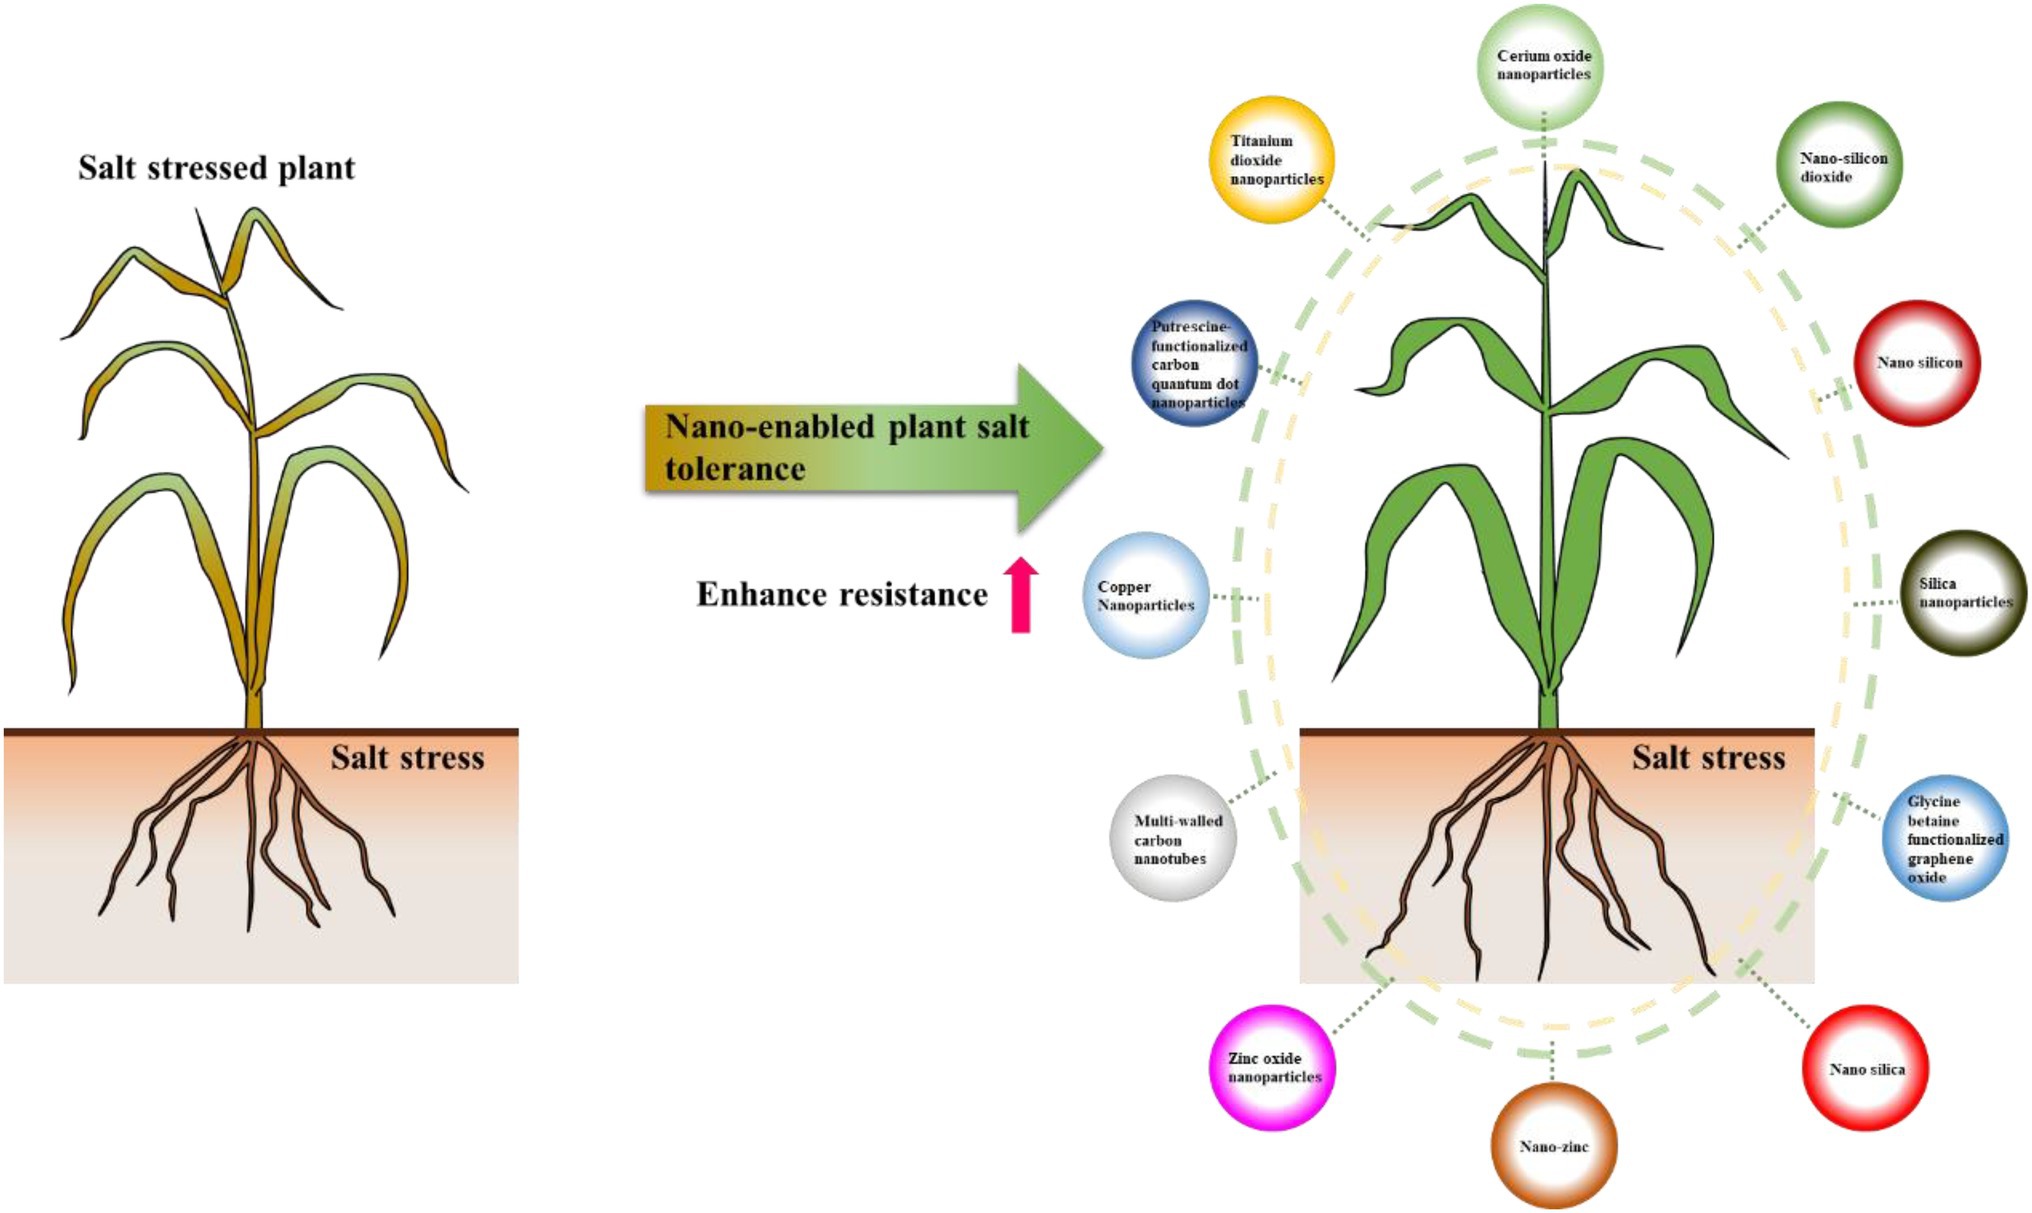 Salt stressed plant
Salt stress
Nano-enabled plant salt
tolerance
Enhance resistance
Cerium oxide
nanoparticles
Titanium
dioxide
nanoparticles
Nano-silicon
dioxide
Putrescine-
functionalized
carbon
quantum dot
nanoparticles
Nano silicon
Copper
Nanoparticles
Silica
nanoparticles
Salt stress
Multi-walled
carbon
nanotubes
Glycine
betaine
functionalized
graphene
oxide
Zinc oxide
nanoparticles
Nano silica
Nano-zinc